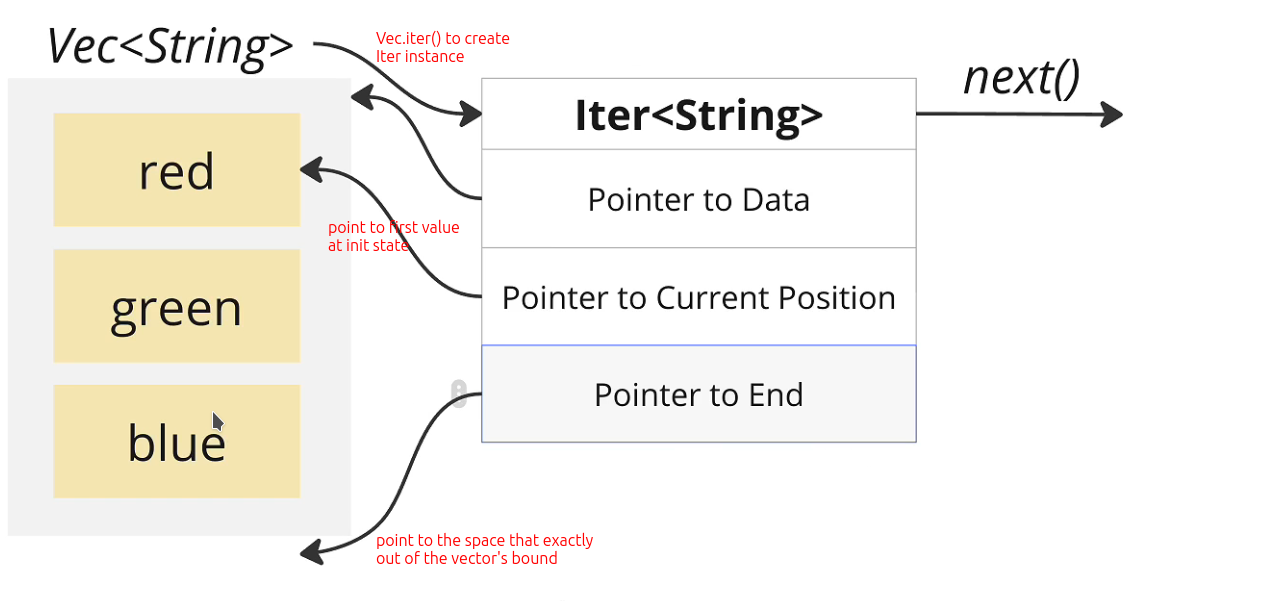 Vec<String>
Vec.iter() to create
Iter instance
next()
Iter<String>
red
Pointer to Data
point to first value
at init state
Pointer to Current Position
green
Pointer to End
blue
point to the space that exactly
out of the vector's bound